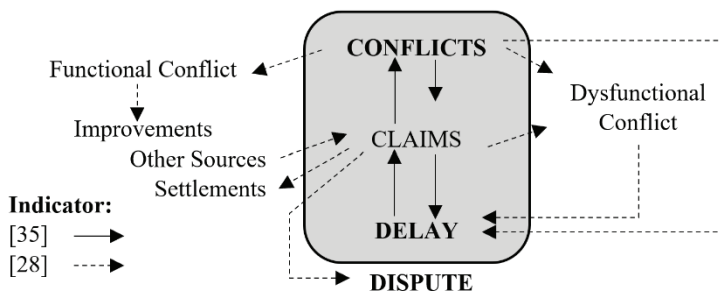 CONFLICTS
Functional Conflict
Dysfunctional
Conflict
Improvements
CLAIMS
Other Sources
Settlements
Indicator:
[35]
DELAY
[28]
DISPUTE